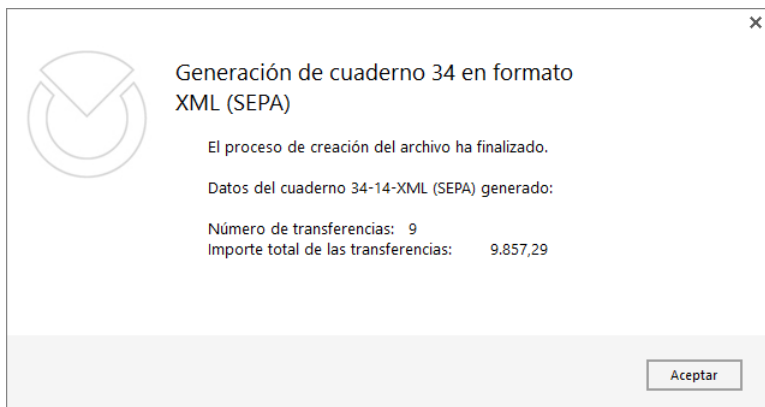 Generación de cuaderno 34 en formato
XML (SEPA)
El proceso de creación del archivo ha finalizado.
Datos del cuaderno 34-14-XML (SEPA) generado:
Número de transferencias: 9
Importe total de las transferencias: 9.857,29
Aceptar